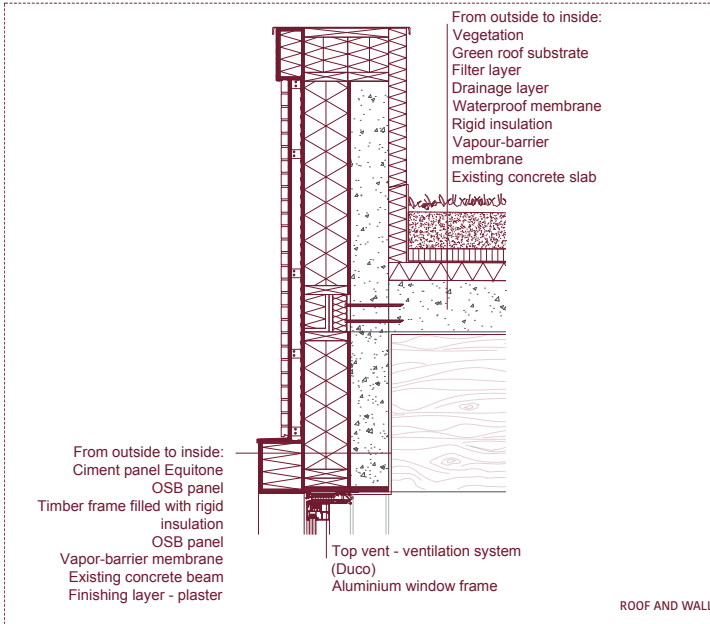 From outside to inside:
Vegetation
Green roof substrate
Filter layer
Drainage layer
Waterproof membrane
Rigid insulation
Vapour-barrier
membrane
Existing concrete slab
From outside to inside:
Ciment panel Equitone
OSB panel
Timber frame filled with rigid
insulation
OSB panel
Vapor-barrier membrane
Existing concrete beam
Finishing layer - plaster
Top vent - ventilation system
(Duco)
Aluminium window frame
ROOF AND WALL